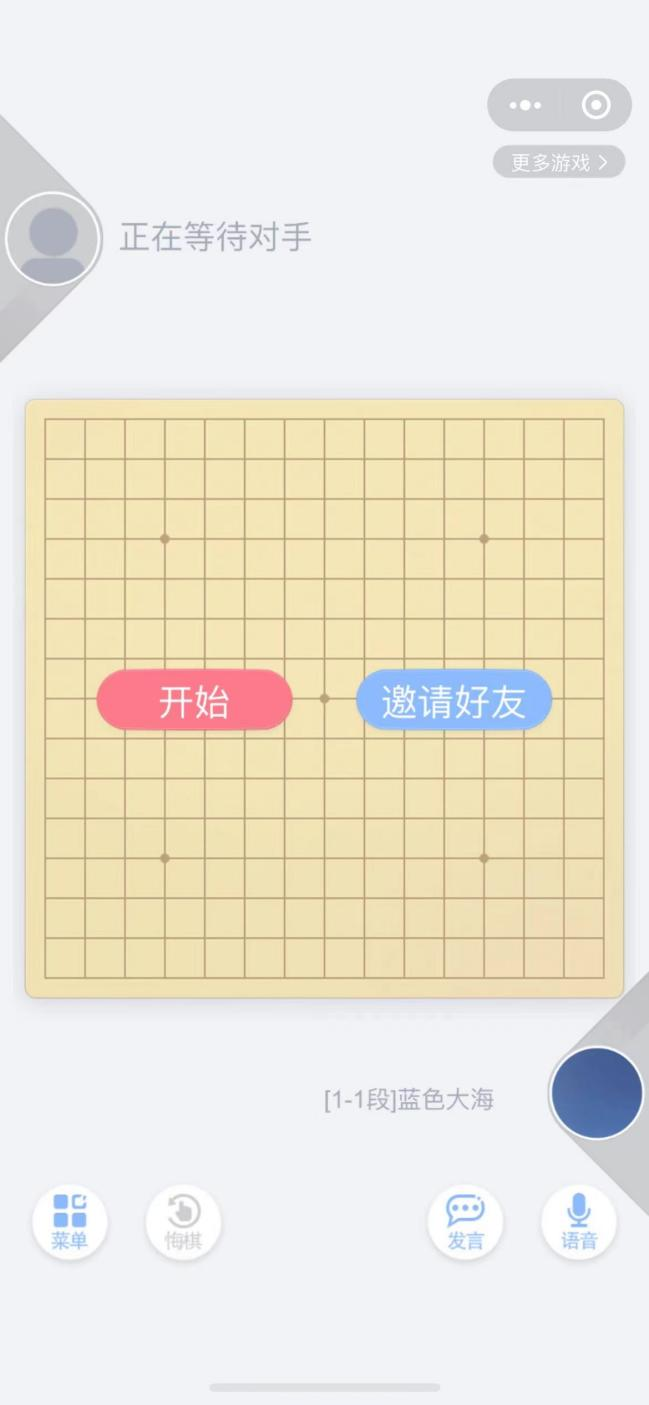 更多游戏 >
正在等待对手
开始
邀请好友
[1-1段]蓝色大海
菜单
悔棋
发言
语音